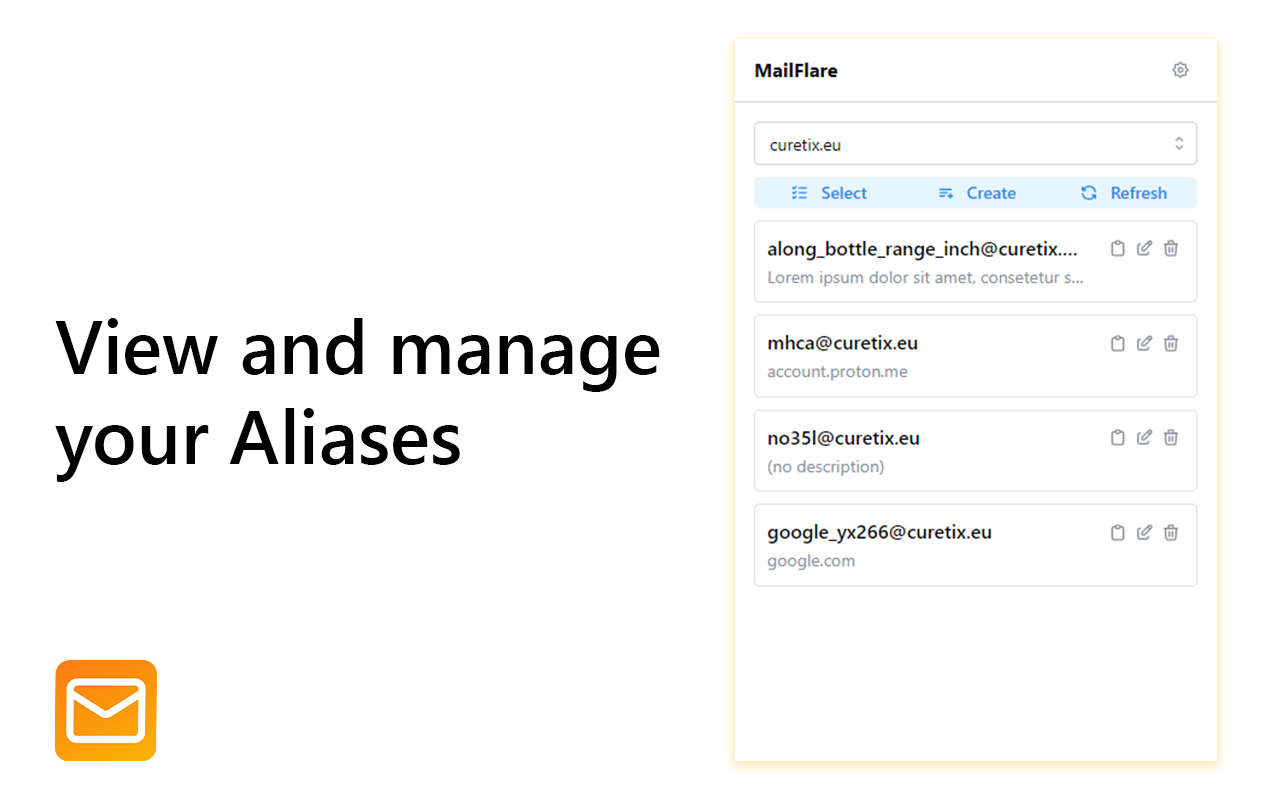 View and manage
your Aliases
MailFlare
curetix.eu
Select
Create
Refresh
along_bottle_range_inch@curetix....
Lorem ipsum dolor sit amet, consetetur s...
mhca@curetix.eu
account.proton.me
no35l@curetix.eu
(no description)
google_yx266@curetix.eu
google.com